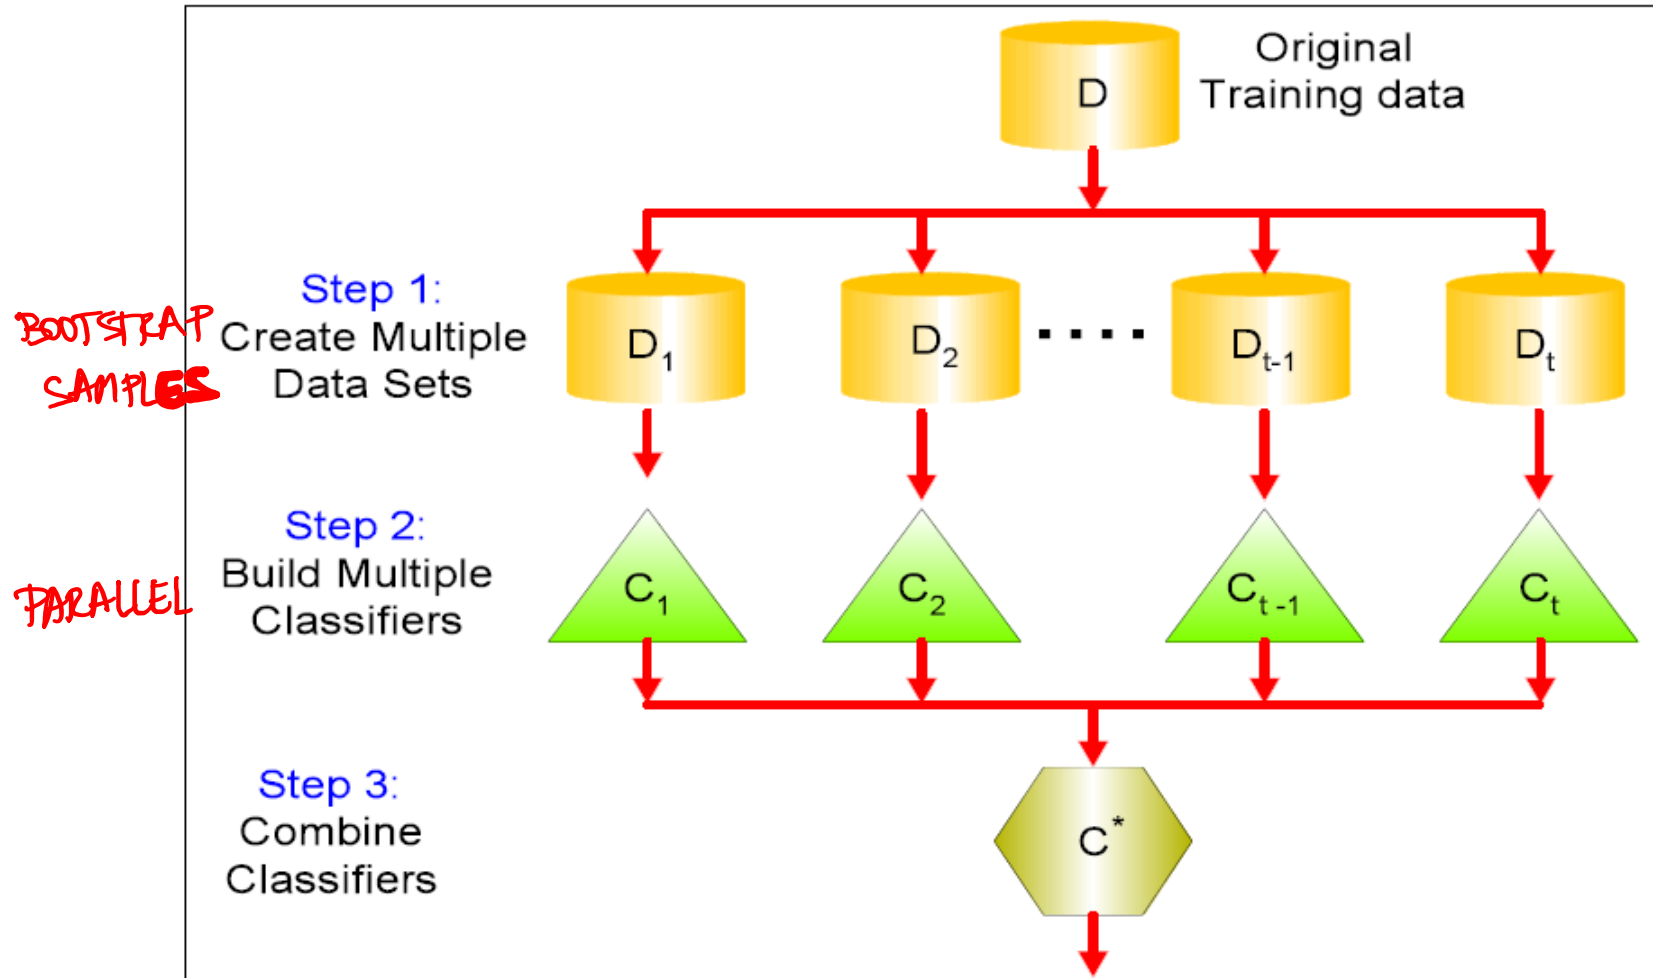 D
Original
Training data
Step 1:
Create Multiple
Data Sets
BOOTSTRAP
SAMPLES
D₁
D₂
....
Dₜ₋₁
Dₜ
Step 2:
Build Multiple
Classifiers
PARALLEL
C₁
C₂
Cₜ₋₁
Cₜ
Step 3:
Combine
Classifiers
C*